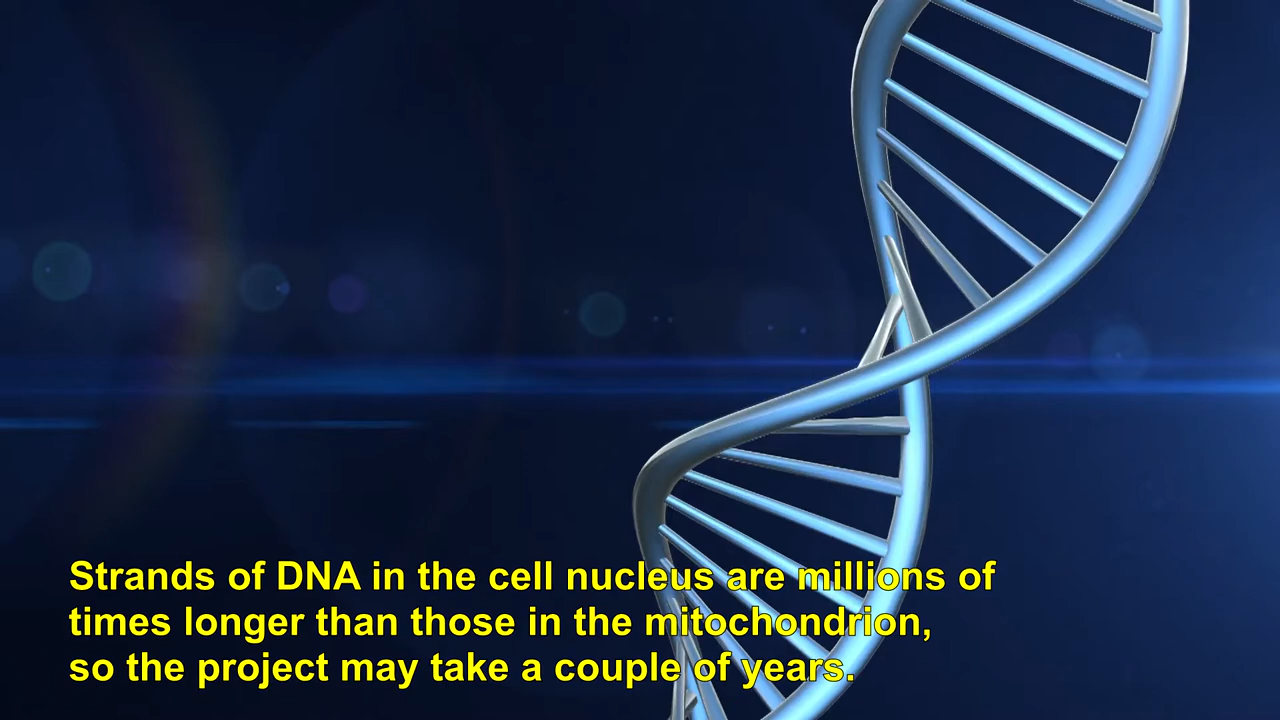 Strands of DNA in the cell nucleus are millions of
times longer than those in the mitochondrion,
so the project may take a couple of years.